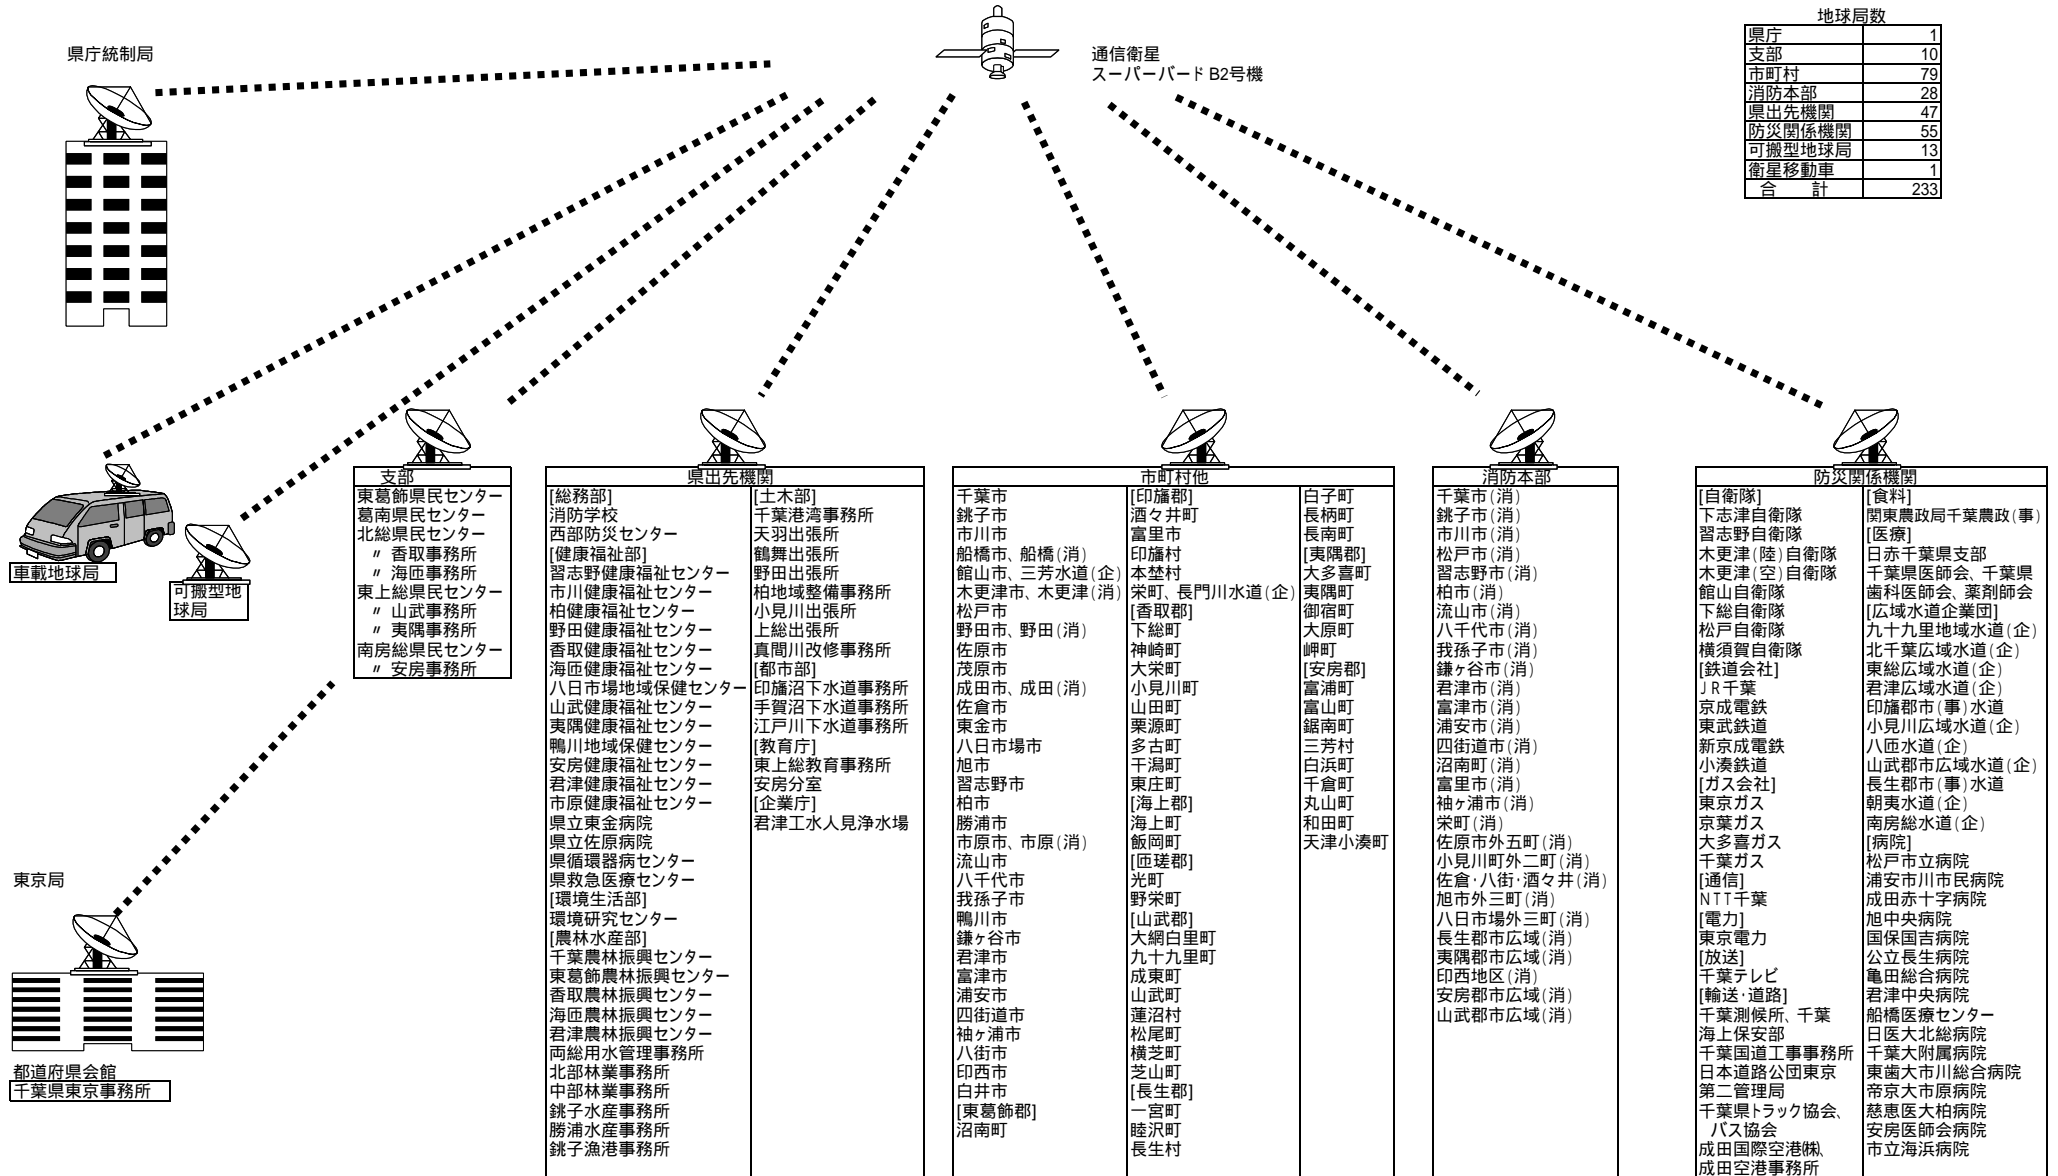 県庁統制局
通信衛星
スーパーバード B2号機
地球局数
県庁 1
支部 10
市町村 79
消防本部 28
県出先機関 47
防災関係機関 55
可搬型地球局 13
衛星移動車 1
合 計 233
車載地球局
可搬型地
球局
東京局
都道府県会館
千葉県東京事務所
支部
東葛飾県民センター
葛南県民センター
北総県民センター
〃 香取事務所
〃 海匝事務所
東上総県民センター
〃 山武事務所
〃 夷隅事務所
南房総県民センター
〃 安房事務所
県出先機関
[総務部]
消防学校
西部防災センター
[健康福祉部]
習志野健康福祉センター
市川健康福祉センター
柏健康福祉センター
野田健康福祉センター
香取健康福祉センター
海匝健康福祉センター
八日市場地域保健センター
山武健康福祉センター
夷隅健康福祉センター
鴨川地域保健センター
安房健康福祉センター
君津健康福祉センター
市原健康福祉センター
県立東金病院
県立佐原病院
県循環器病センター
県救急医療センター
[環境生活部]
環境研究センター
[農林水産部]
千葉農林振興センター
東葛飾農林振興センター
香取農林振興センター
海匝農林振興センター
君津農林振興センター
両総用水管理事務所
北部林業事務所
中部林業事務所
銚子水産事務所
勝浦水産事務所
銚子漁港事務所
[土木部]
千葉港湾事務所
天羽出張所
鶴舞出張所
野田出張所
柏地域整備事務所
小見川出張所
上総出張所
真間川改修事務所
[都市部]
印旛沼下水道事務所
手賀沼下水道事務所
江戸川下水道事務所
[教育庁]
東上総教育事務所
安房分室
[企業庁]
君津工水人見浄水場
市町村他
千葉市
銚子市
市川市
船橋市、船橋(消)
館山市、三芳水道(企)
木更津市、木更津(消)
松戸市
野田市、野田(消)
佐原市
茂原市
成田市、成田(消)
佐倉市
東金市
八日市場市
旭市
習志野市
柏市
勝浦市
市原市、市原(消)
流山市
八千代市
我孫子市
鴨川市
鎌ヶ谷市
君津市
富津市
浦安市
四街道市
袖ヶ浦市
八街市
印西市
白井市
[東葛飾郡]
沼南町
[印旛郡]
酒々井町
富里市
印旛村
本埜村
栄町、長門川水道(企)
[香取郡]
下総町
神崎町
大栄町
小見川町
山田町
栗源町
多古町
干潟町
東庄町
[海上郡]
海上町
飯岡町
[匝瑳郡]
光町
野栄町
[山武郡]
大網白里町
九十九里町
成東町
山武町
蓮沼村
松尾町
横芝町
芝山町
[長生郡]
一宮町
睦沢町
長生村
白子町
長柄町
長南町
[夷隅郡]
大多喜町
夷隅町
御宿町
大原町
岬町
[安房郡]
富浦町
富山町
鋸南町
三芳村
白浜町
千倉町
丸山町
和田町
天津小湊町
消防本部
千葉市(消)
銚子市(消)
市川市(消)
松戸市(消)
習志野市(消)
柏市(消)
流山市(消)
八千代市(消)
我孫子市(消)
鎌ヶ谷市(消)
君津市(消)
富津市(消)
浦安市(消)
四街道市(消)
沼南町(消)
富里市(消)
袖ヶ浦市(消)
栄町(消)
佐原市外五町(消)
小見川町外二町(消)
佐倉・八街・酒々井(消)
旭市外三町(消)
八日市場外三町(消)
長生郡市広域(消)
夷隅郡市広域(消)
印西地区(消)
安房郡市広域(消)
山武郡市広域(消)
防災関係機関
[自衛隊]
下志津自衛隊
習志野自衛隊
木更津(陸)自衛隊
木更津(空)自衛隊
館山自衛隊
下総自衛隊
松戸自衛隊
横須賀自衛隊
[鉄道会社]
JR千葉
京成電鉄
東武鉄道
新京成電鉄
小湊鉄道
[ガス会社]
東京ガス
京葉ガス
大多喜ガス
千葉ガス
[通信]
NTT千葉
[電力]
東京電力
[放送]
千葉テレビ
[輸送・道路]
千葉測候所、千葉
海上保安部
千葉国道工事事務所
日本道路公団東京
第二管理局
千葉県トラック協会、
バス協会
成田国際空港㈱、
成田空港事務所
[食料]
関東農政局千葉農政(事)
[医療]
日赤千葉県支部
千葉県医師会、千葉県
歯科医師会、薬剤師会
[広域水道企業団]
九十九里地域水道(企)
北千葉広域水道(企)
東総広域水道(企)
君津広域水道(企)
印旛郡市(事)水道
小見川広域水道(企)
八匝水道(企)
山武郡市広域水道(企)
長生郡市(事)水道
朝夷水道(企)
南房総水道(企)
[病院]
松戸市立病院
浦安市川市民病院
成田赤十字病院
旭中央病院
国保国吉病院
公立長生病院
亀田総合病院
君津中央病院
船橋医療センター
日医大北総病院
千葉大附属病院
東歯大市川総合病院
帝京大市原病院
慈恵医大柏病院
安房医師会病院
市立海浜病院